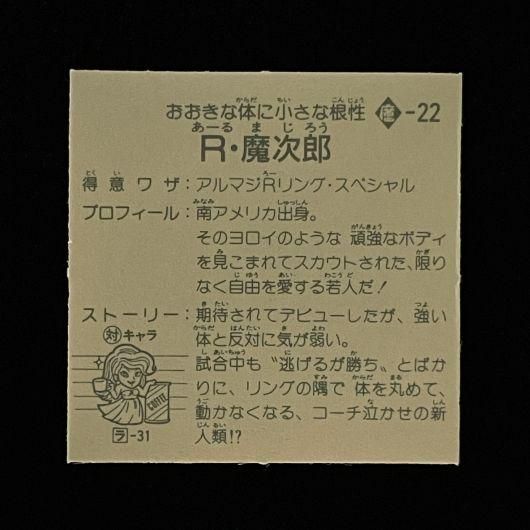 おおきな体に小さな根性 魔-22
R・魔次郎
得意ワザ：アルマジRリング・スペシャル
プロフィール：南アメリカ出身。
そのヨロイのような 頑強なボディ
を見こまれてスカウトされた、限り
なく自由を愛する若人だ！
ストーリー：期待されてデビューしたが、強い
体と反対に気が弱い。
試合中も〝逃げるが勝ち〟とばか
りに、リングの隅で 体を丸めて、
動かなくなる、コーチ泣かせの新
人類!?
対キャラ
COFFEE
ラ-31